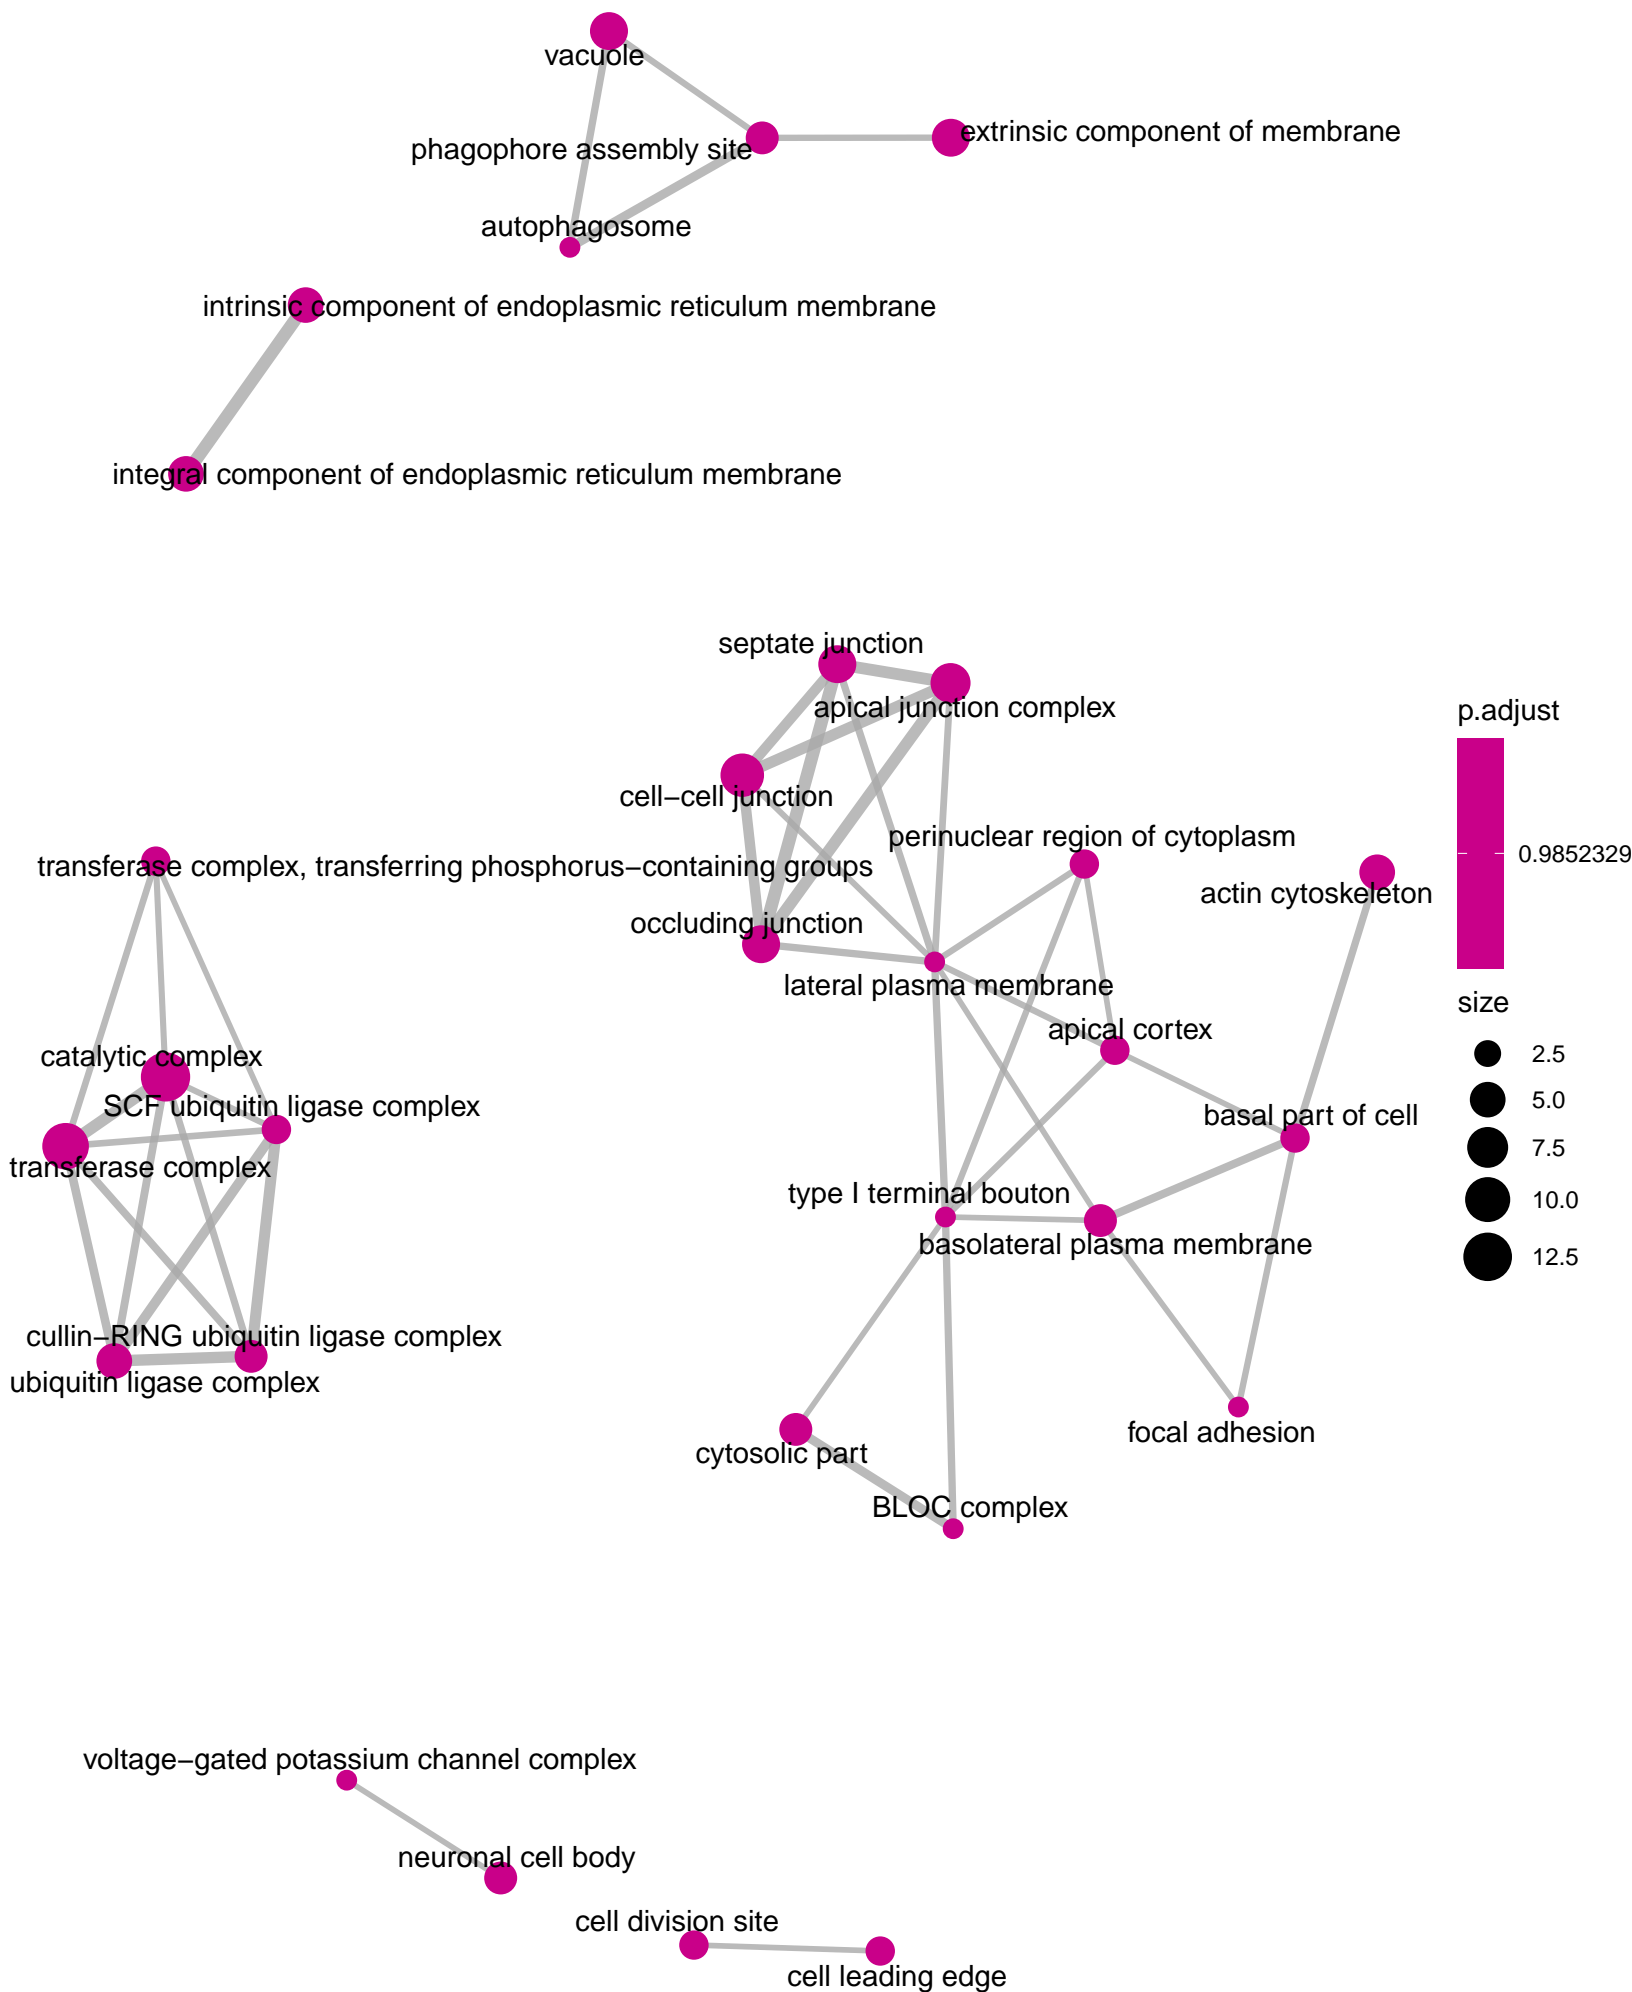 vacuole
extrinsic component of membrane
phagophore assembly site
autophagosome
intrinsic component of endoplasmic reticulum membrane
integral component of endoplasmic reticulum membrane
septate junction
apical junction complex
p.adjust
cell−cell junction
perinuclear region of cytoplasm
0.9852329
transferase complex, transferring phosphorus−containing groups
actin cytoskeleton
occluding junction
lateral plasma membrane
size
apical cortex
2.5
catalytic complex
5.0
SCF ubiquitin ligase complex
basal part of cell
7.5
transferase complex
type I terminal bouton
10.0
basolateral plasma membrane
12.5
cullin−RING ubiquitin ligase complex
ubiquitin ligase complex
focal adhesion
cytosolic part
BLOC complex
voltage−gated potassium channel complex
neuronal cell body
cell division site
cell leading edge